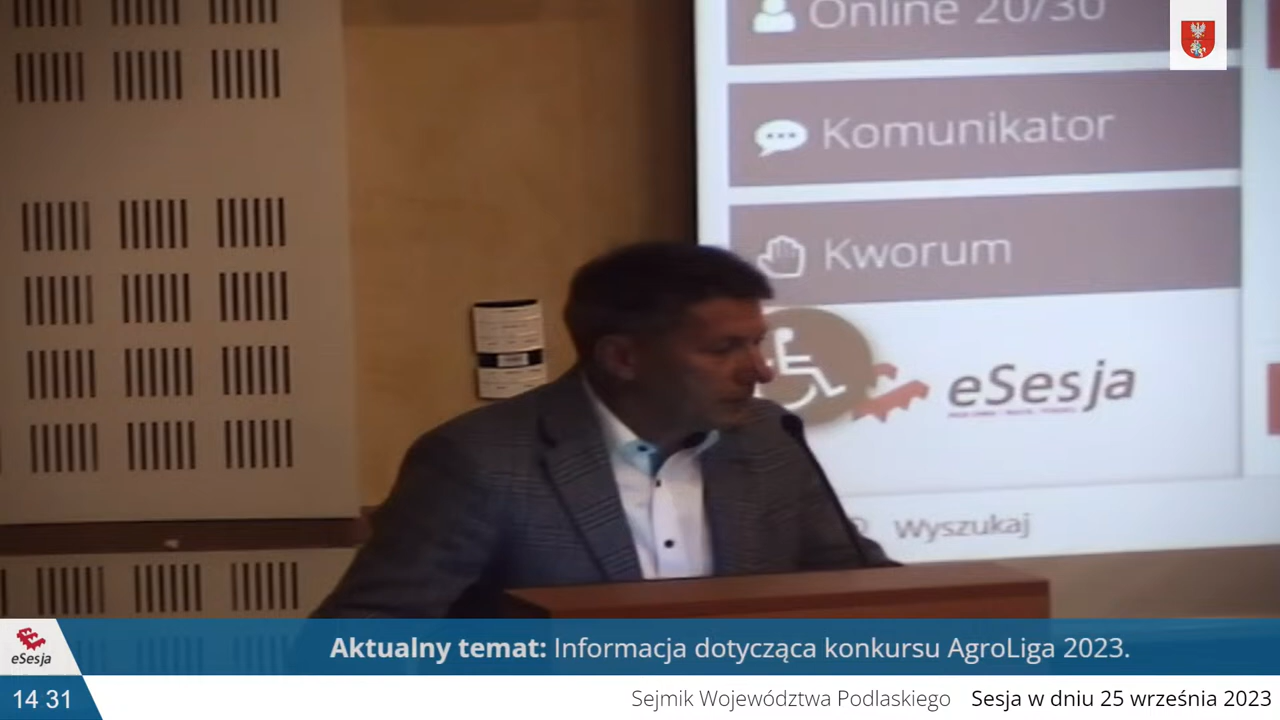 Online 20/30
Komunikator
Kworum
eSesja
Wyszukaj
Aktualny temat: Informacja dotycząca konkursu AgroLiga 2023.
eSesja
14 31
Sejmik Województwa Podlaskiego Sesja w dniu 25 września 2023